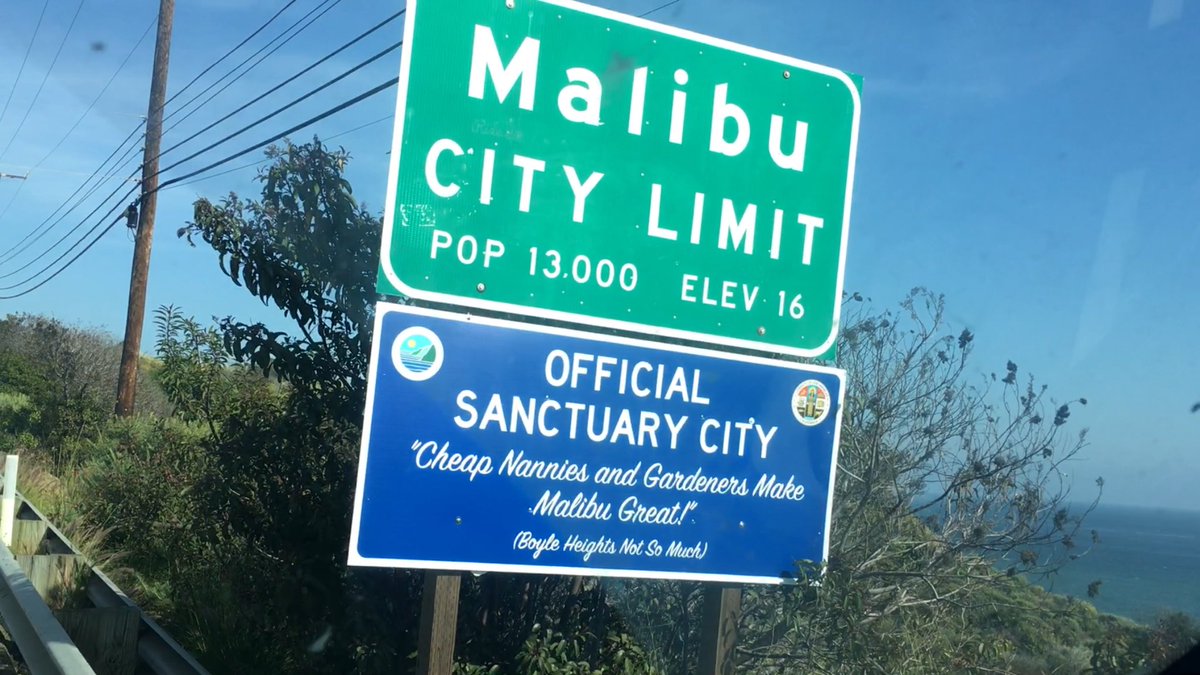 Malibu
CITY LIMIT
POP 13,000 ELEV 16
OFFICIAL
SANCTUARY CITY
"Cheap Nannies and Gardeners Make
Malibu Great!"
(Boyle Heights Not So Much)